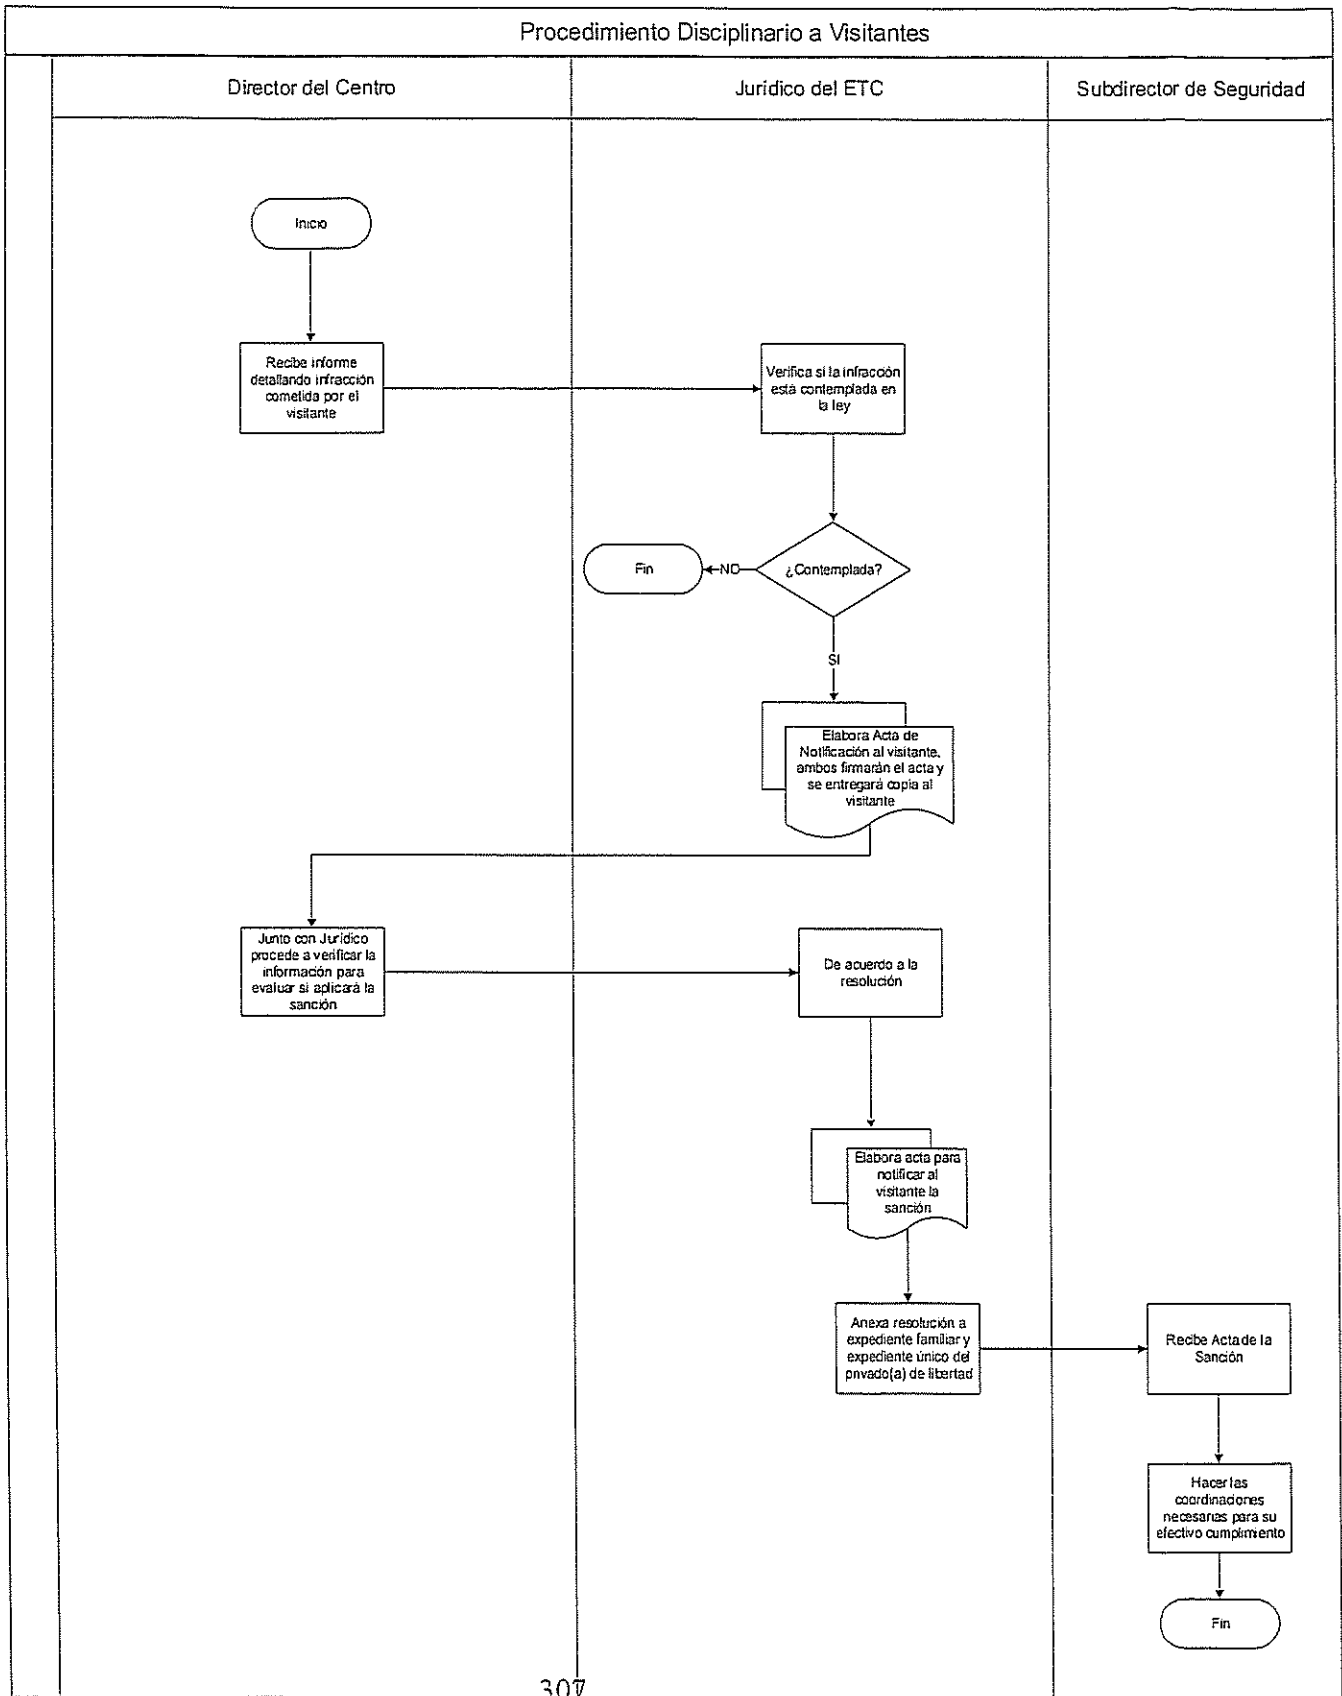 Procedimiento Disciplinario a Visitantes
Director del Centro
Jurídico del ETC
Subdirector de Seguridad
Inicio
Recibe informe
detallando infracción
cometida por el
visitante
Verifica si la infracción
está contemplada en
la ley
¿Contemplada?
NO
Fin
SI
Elabora Acta de
Notificación al visitante,
ambos firmarán el acta y
se entregará copia al
visitante
Junto con Jurídico
procede a verificar la
información para
evaluar si aplicará la
sanción
De acuerdo a la
resolución
Elabora acta para
notificar al
visitante la
sanción
Anexa resolución a
expediente familiar y
expediente único del
privado(a) de libertad
Recibe Acta de la
Sanción
Hacer las
coordinaciones
necesarias para su
efectivo cumplimiento
Fin